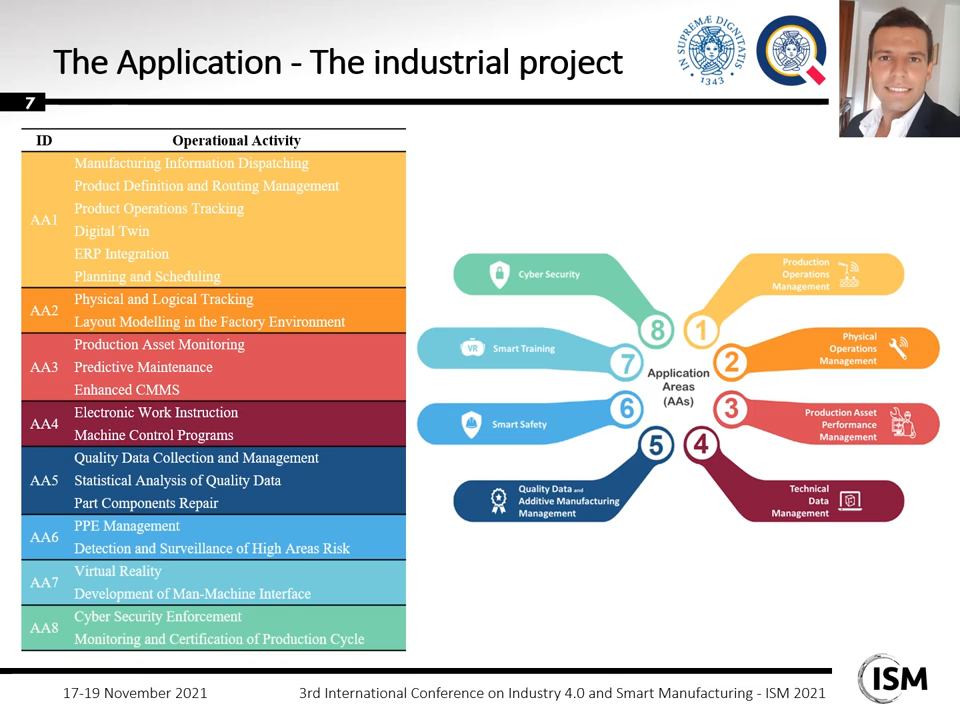 The Application - The industrial project
IN SUPREMÆ DIGNITATIS
· 1343 ·
7
ID Operational Activity
AA1
Manufacturing Information Dispatching
Product Definition and Routing Management
Product Operations Tracking
Digital Twin
ERP Integration
Planning and Scheduling
AA2
Physical and Logical Tracking
Layout Modelling in the Factory Environment
AA3
Production Asset Monitoring
Predictive Maintenance
Enhanced CMMS
AA4
Electronic Work Instruction
Machine Control Programs
AA5
Quality Data Collection and Management
Statistical Analysis of Quality Data
Part Components Repair
AA6
PPE Management
Detection and Surveillance of High Areas Risk
AA7
Virtual Reality
Development of Man-Machine Interface
AA8
Cyber Security Enforcement
Monitoring and Certification of Production Cycle
Application
Areas
(AAs)
1
Production
Operations
Management
2
Physical
Operations
Management
3
Production Asset
Performance
Management
4
Technical
Data
Management
5
Quality Data and
Additive Manufacturing
Management
6
Smart Safety
7
VR
Smart Training
8
Cyber Security
17-19 November 2021
3rd International Conference on Industry 4.0 and Smart Manufacturing - ISM 2021
ISM